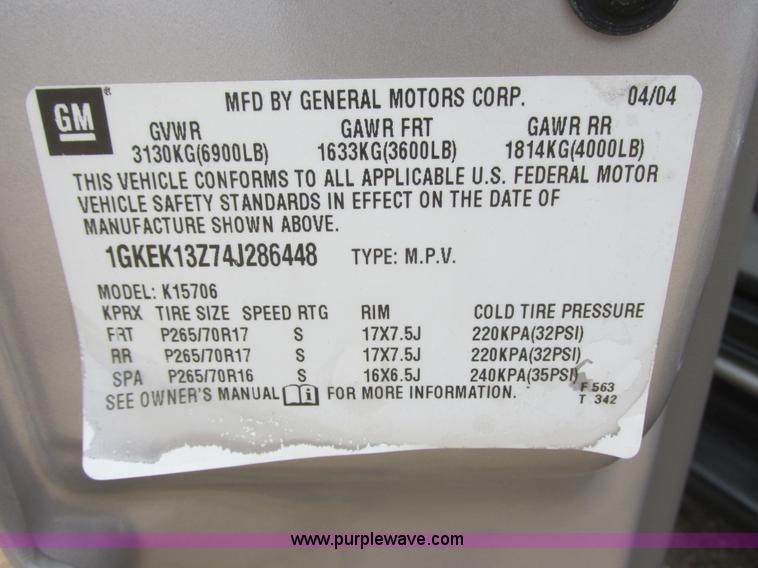 GM ® MFD BY GENERAL MOTORS CORP. 04/04
GVWR GAWR FRT GAWR RR
3130KG(6900LB) 1633KG(3600LB) 1814KG(4000LB)
THIS VEHICLE CONFORMS TO ALL APPLICABLE U.S. FEDERAL MOTOR
VEHICLE SAFETY STANDARDS IN EFFECT ON THE DATE OF
MANUFACTURE SHOWN ABOVE.
1GKEK13Z74J286448 TYPE: M.P.V.
MODEL: K15706
KPRX TIRE SIZE SPEED RTG RIM COLD TIRE PRESSURE
FRT P265/70R17 S 17X7.5J 220KPA(32PSI)
RR P265/70R17 S 17X7.5J 220KPA(32PSI)
SPA P265/70R16 S 16X6.5J 240KPA(35PSI)
SEE OWNER'S MANUAL i FOR MORE INFORMATION. F 563
T 342
www.purplewave.com